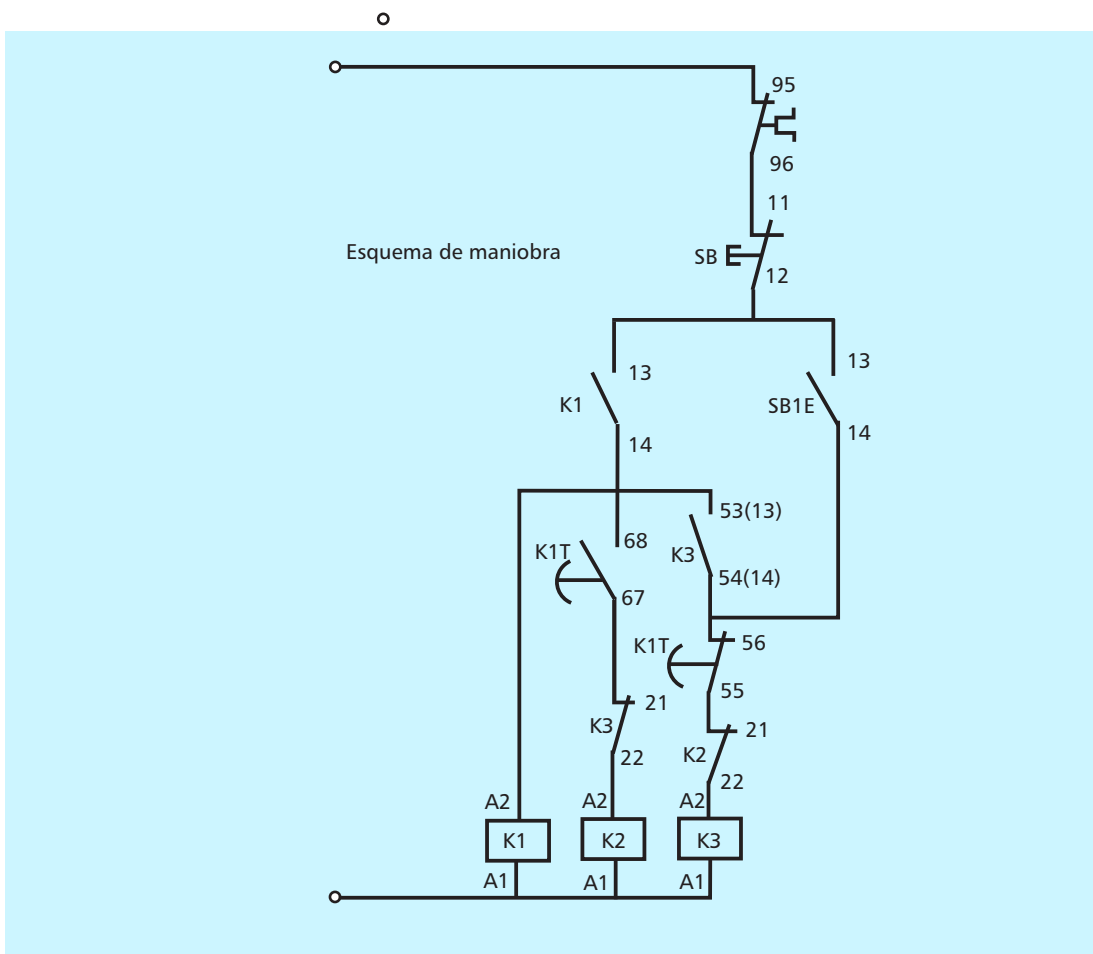 95
96
11
Esquema de maniobra
SB
12
13
13
K1
SB1E
14
14
53(13)
68
K1T
K3
54(14)
67
K1T
56
55
21
K3
21
K2
22
22
A2
A2
A2
K1
K2
K3
A1
A1
A1